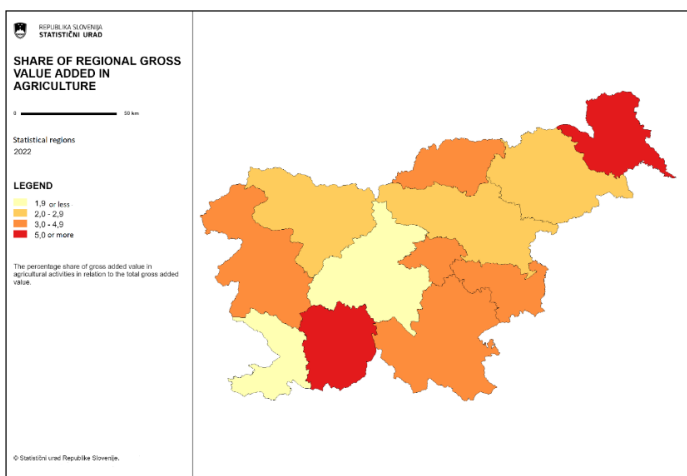 REPUBLIKA SLOVENIJA
STATISTIČNI URAD
SHARE OF REGIONAL GROSS
VALUE ADDED IN
AGRICULTURE
0 50 km
Statistical regions
2022
LEGEND
1,9 or less
2,0 - 2,9
3,0 - 4,9
5,0 or more
The percentage share of gross added value in
agricultural activities in relation to the total gross added
value.
© Statistični urad Republike Slovenije.